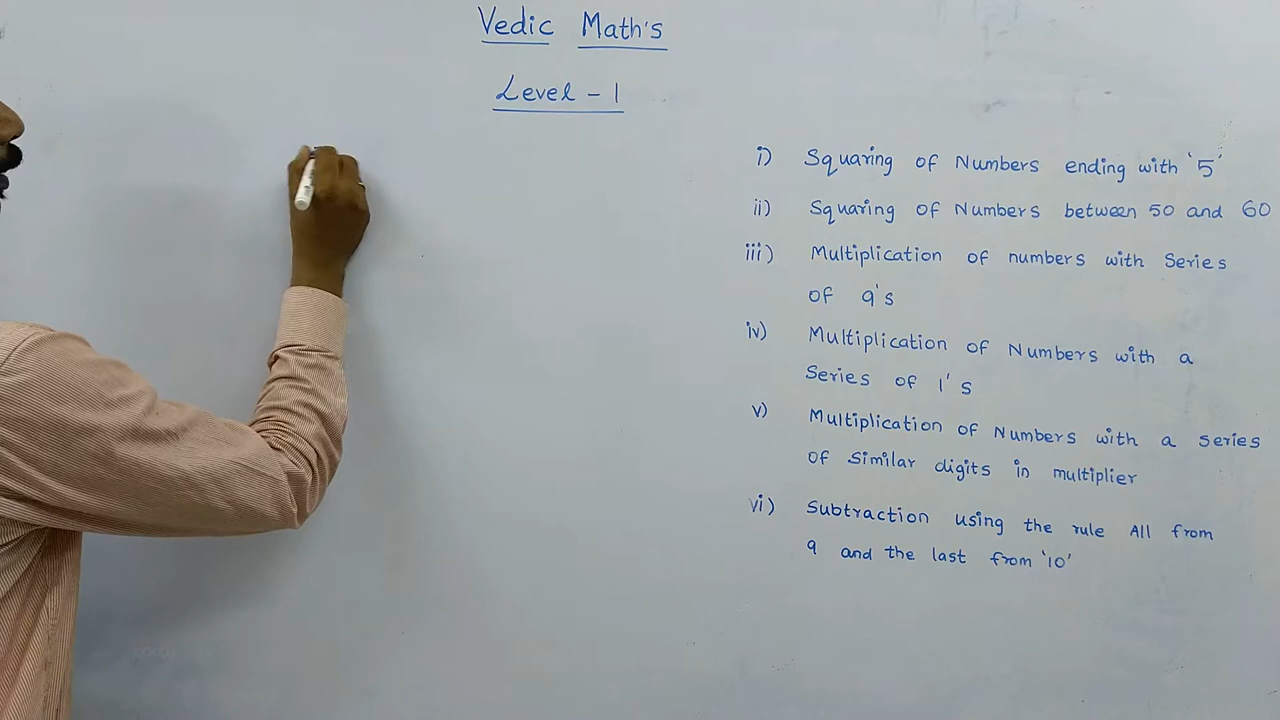 Vedic Math's
Level - 1
i) Squaring of Numbers ending with '5'
ii) Squaring of Numbers between 50 and 60
iii) Multiplication of numbers with Series
of 9's
iv) Multiplication of Numbers with a
Series of 1's
v) Multiplication of Numbers with a series
of similar digits in multiplier
vi) Subtraction using the rule All from
9 and the last from '10'